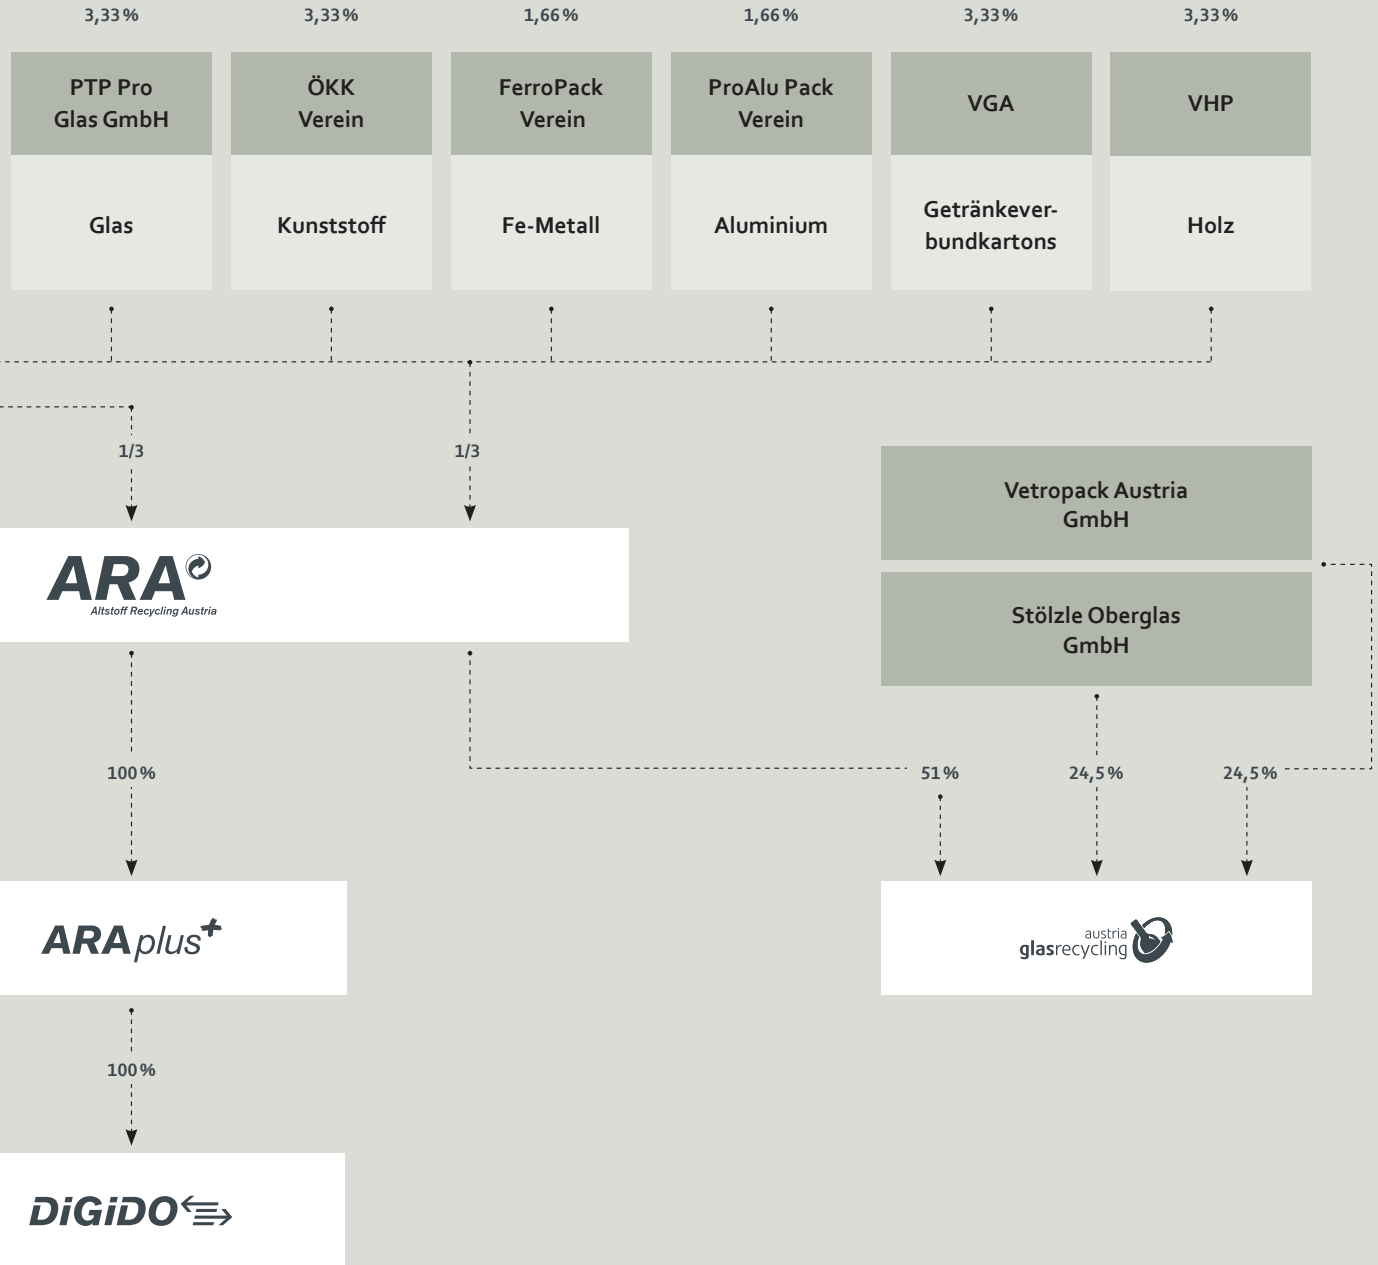 3,33 %
3,33 %
1,66 %
1,66 %
3,33 %
3,33 %
PTP Pro
Glas GmbH
ÖKK
Verein
FerroPack
Verein
ProAlu Pack
Verein
VGA
VHP
Glas
Kunststoff
Fe-Metall
Aluminium
Getränkever-
bundkartons
Holz
1/3
1/3
Vetropack Austria
GmbH
ARA
Altstoff Recycling Austria
Stölzle Oberglas
GmbH
100 %
51 %
24,5 %
24,5 %
ARA plus+
austria
glasrecycling
100 %
DiGiDO